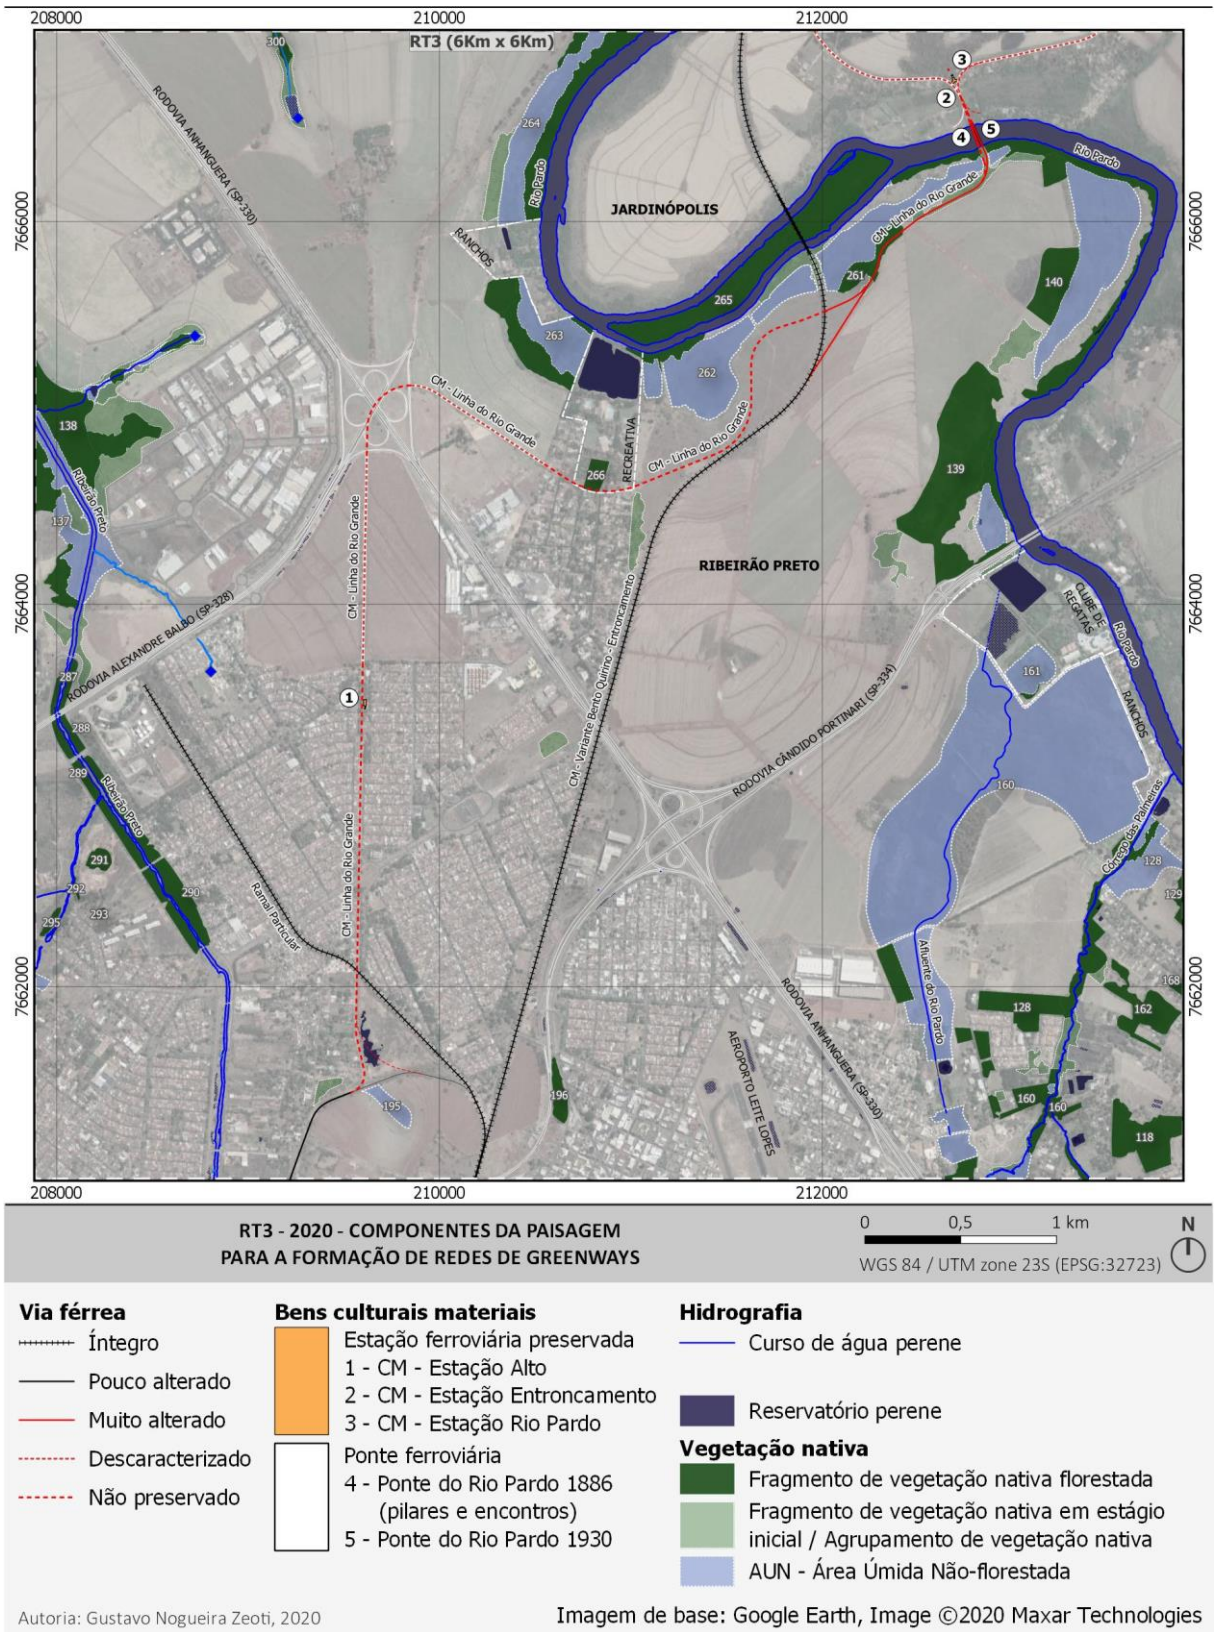 208000 210000 212000
RT3 (6Km x 6Km)
300
3
2
4 5
RODOVIA ANHANGUERA (SP-330)
264
Rio Pardo
Rio Pardo
7666000
JARDINÓPOLIS
CM - Linha do Rio Grande
7666000
RANCHOS
261
140
265
263
262
CM - Linha do Rio Grande
138
RECREATIVA
CM - Linha do Rio Grande
266
139
Ribeirão Preto
137
CM - Linha do Rio Grande
RIBEIRÃO PRETO
7664000
7664000
CM - Variante Bento Quirino - Entroncamento
CLUBE DE
REGATAS
Rio Pardo
RODOVIA ALEXANDRE BALBO (SP-328)
287
161
1
288
RANCHOS
RODOVIA CÂNDIDO PORTINARI (SP-334)
289
Ribeirão Preto
160
Córrego das Palmeiras
CM - Linha do Rio Grande
291
128
292
290
129
293
295
Ramal Particular
Afluente do Rio Pardo
7662000
RODOVIA ANHANGUERA (SP-330)
168
7662000
128
162
AEROPORTO LEITE LOPES
196
195
160
160
118
208000 210000 212000
RT3 - 2020 - COMPONENTES DA PAISAGEM
PARA A FORMAÇÃO DE REDES DE GREENWAYS
0 0,5 1 km
N
WGS 84 / UTM zone 23S (EPSG:32723)
Via férrea
Íntegro
Pouco alterado
Muito alterado
Descaracterizado
Não preservado
Bens culturais materiais
Estação ferroviária preservada
1 - CM - Estação Alto
2 - CM - Estação Entroncamento
3 - CM - Estação Rio Pardo
Ponte ferroviária
4 - Ponte do Rio Pardo 1886
(pilares e encontros)
5 - Ponte do Rio Pardo 1930
Hidrografia
Curso de água perene
Reservatório perene
Vegetação nativa
Fragmento de vegetação nativa florestada
Fragmento de vegetação nativa em estágio
inicial / Agrupamento de vegetação nativa
AUN - Área Úmida Não-florestada
Autoria: Gustavo Nogueira Zeoti, 2020
Imagem de base: Google Earth, Image ©2020 Maxar Technologies